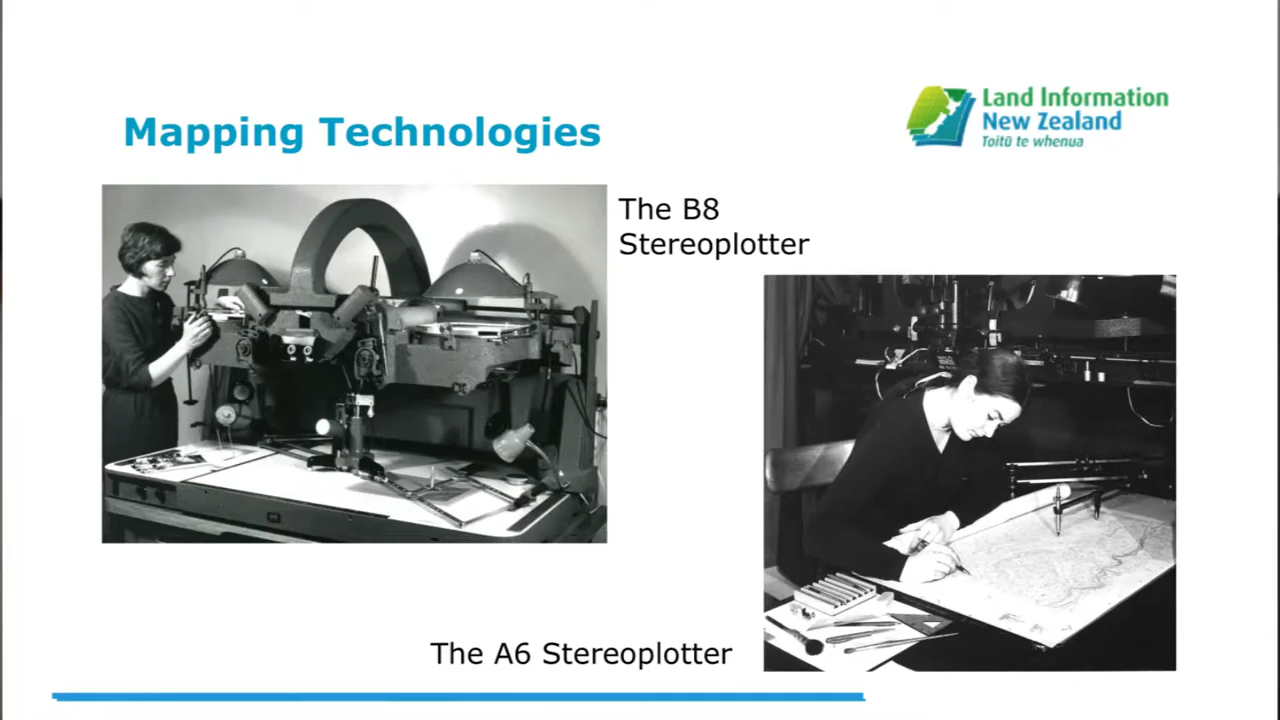 Mapping Technologies
Land Information
New Zealand
Toitū te whenua
The B8
Stereoplotter
The A6 Stereoplotter